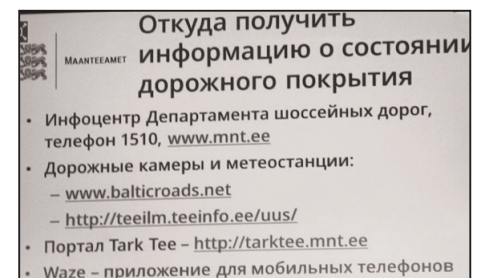 Откуда получить
MAANTEEAMET информацию о состоянии
дорожного покрытия
• Инфоцентр Департамента шоссейных дорог,
телефон 1510, www.mnt.ee
• Дорожные камеры и метеостанции:
– www.balticroads.net
– http://teeilm.teeinfo.ee/uus/
• Портал Tark Tee – http://tarktee.mnt.ee
• Waze – приложение для мобильных телефонов